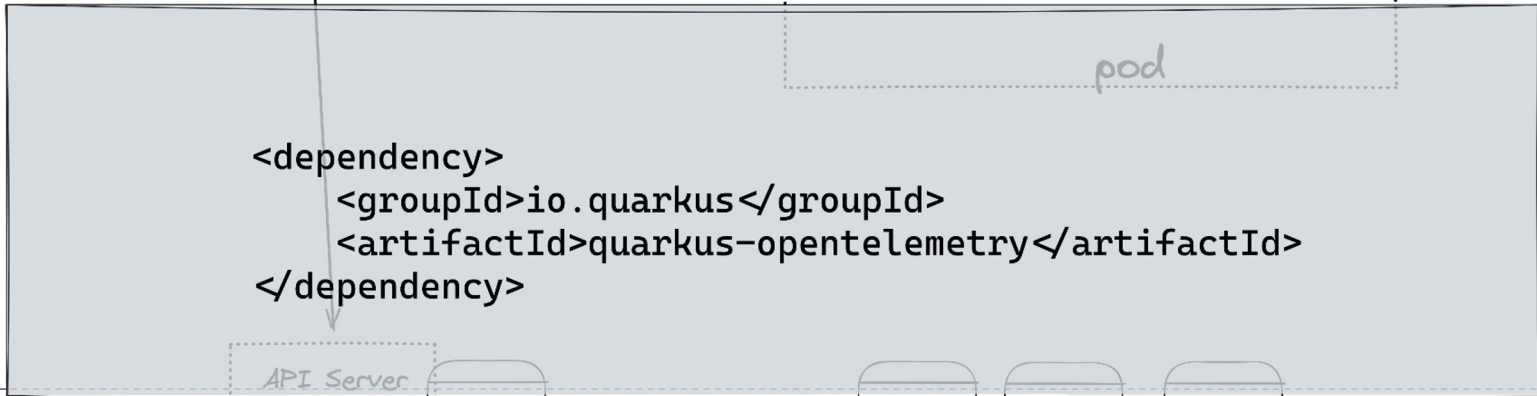 pod
<dependency>
    <groupId>io.quarkus</groupId>
    <artifactId>quarkus-opentelemetry</artifactId>
</dependency>
API Server